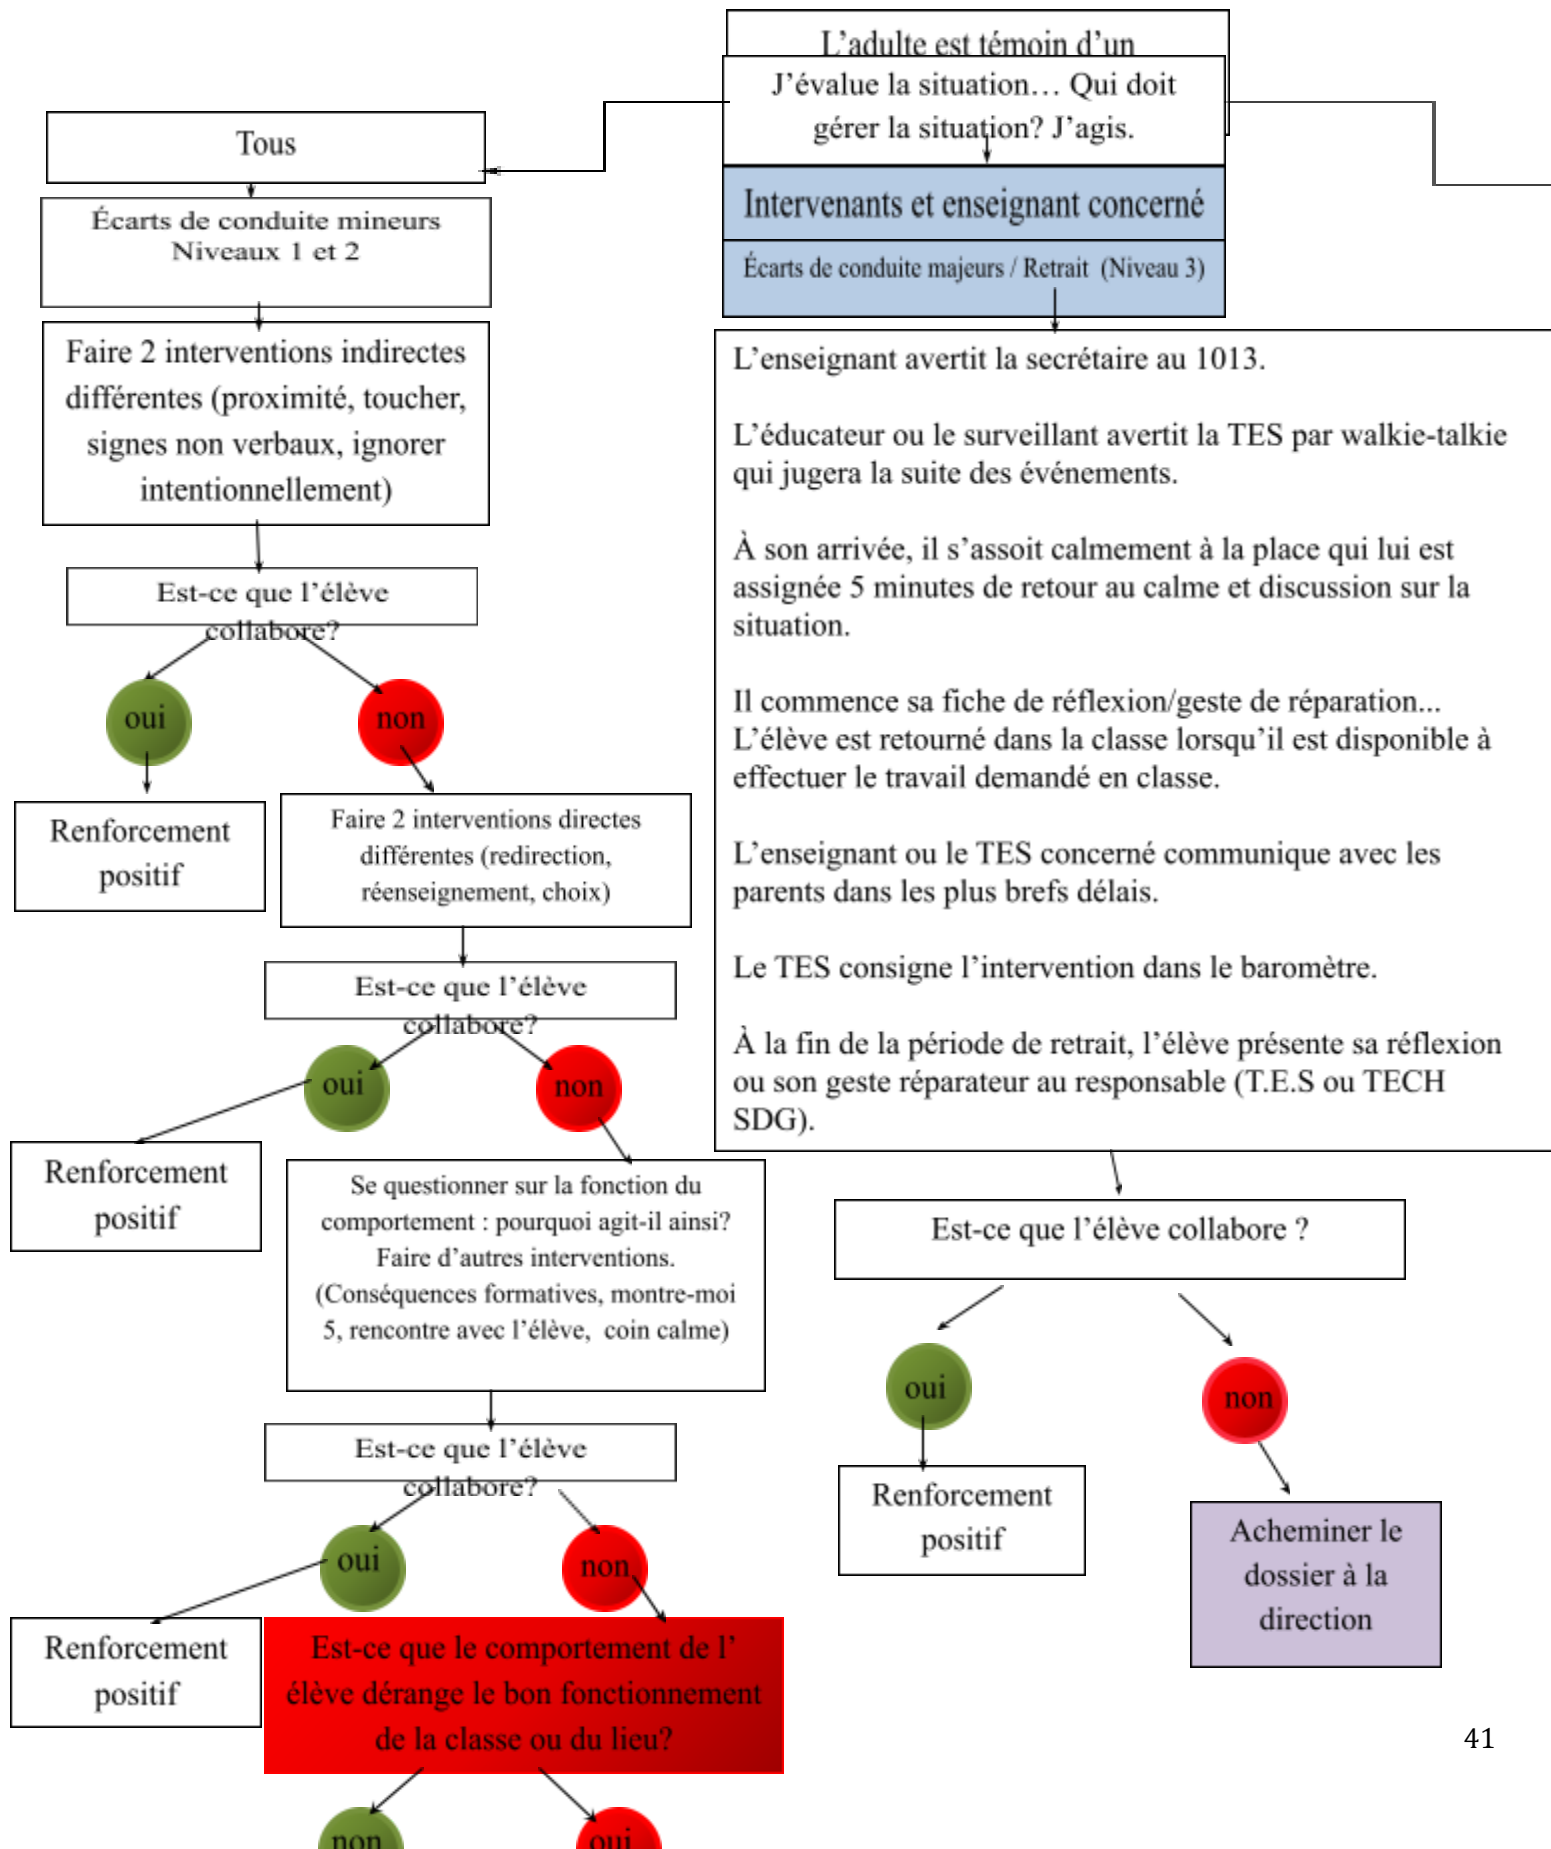 L’adulte est témoin d’un
J’évalue la situation… Qui doit
gérer la situation? J’agis.
Tous
Écarts de conduite mineurs
Niveaux 1 et 2
Faire 2 interventions indirectes
différentes (proximité, toucher,
signes non verbaux, ignorer
intentionnellement)
Est-ce que l’élève
collabore?
oui
non
Renforcement
positif
Faire 2 interventions directes
différentes (redirection,
réenseignement, choix)
Est-ce que l’élève
collabore?
oui
non
Renforcement
positif
Se questionner sur la fonction du
comportement : pourquoi agit-il ainsi?
Faire d’autres interventions.
(Conséquences formatives, montre-moi
5, rencontre avec l’élève, coin calme)
Est-ce que l’élève
collabore?
oui
non
Renforcement
positif
Est-ce que le comportement de l’
élève dérange le bon fonctionnement
de la classe ou du lieu?
non
oui
Intervenants et enseignant concerné
Écarts de conduite majeurs / Retrait (Niveau 3)
L’enseignant avertit la secrétaire au 1013.
L’éducateur ou le surveillant avertit la TES par walkie-talkie
qui jugera la suite des événements.
À son arrivée, il s’assoit calmement à la place qui lui est
assignée 5 minutes de retour au calme et discussion sur la
situation.
Il commence sa fiche de réflexion/geste de réparation...
L’élève est retourné dans la classe lorsqu’il est disponible à
effectuer le travail demandé en classe.
L’enseignant ou le TES concerné communique avec les
parents dans les plus brefs délais.
Le TES consigne l’intervention dans le baromètre.
À la fin de la période de retrait, l’élève présente sa réflexion
ou son geste réparateur au responsable (T.E.S ou TECH
SDG).
Est-ce que l’élève collabore ?
oui
non
Renforcement
positif
Acheminer le
dossier à la
direction
41